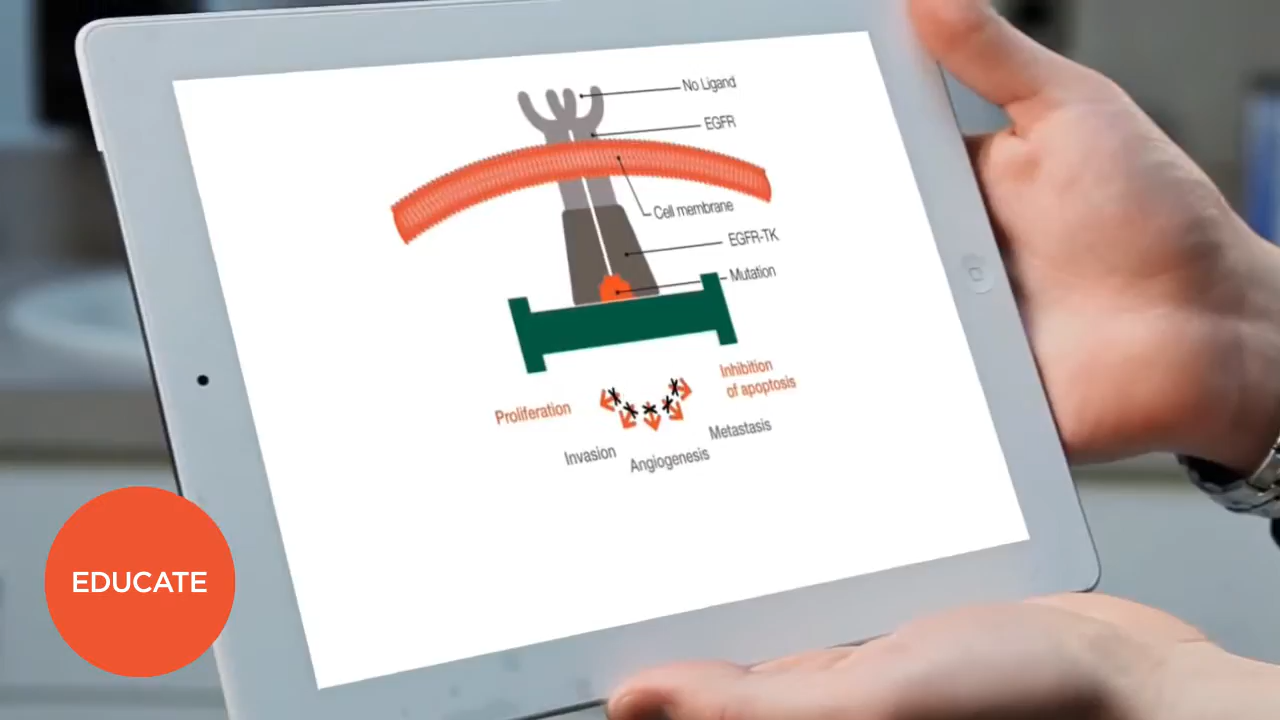 No Ligand
EGFR
Cell membrane
EGFR-TK
Mutation
Inhibition
of apoptosis
Proliferation
Metastasis
Invasion
Angiogenesis
EDUCATE